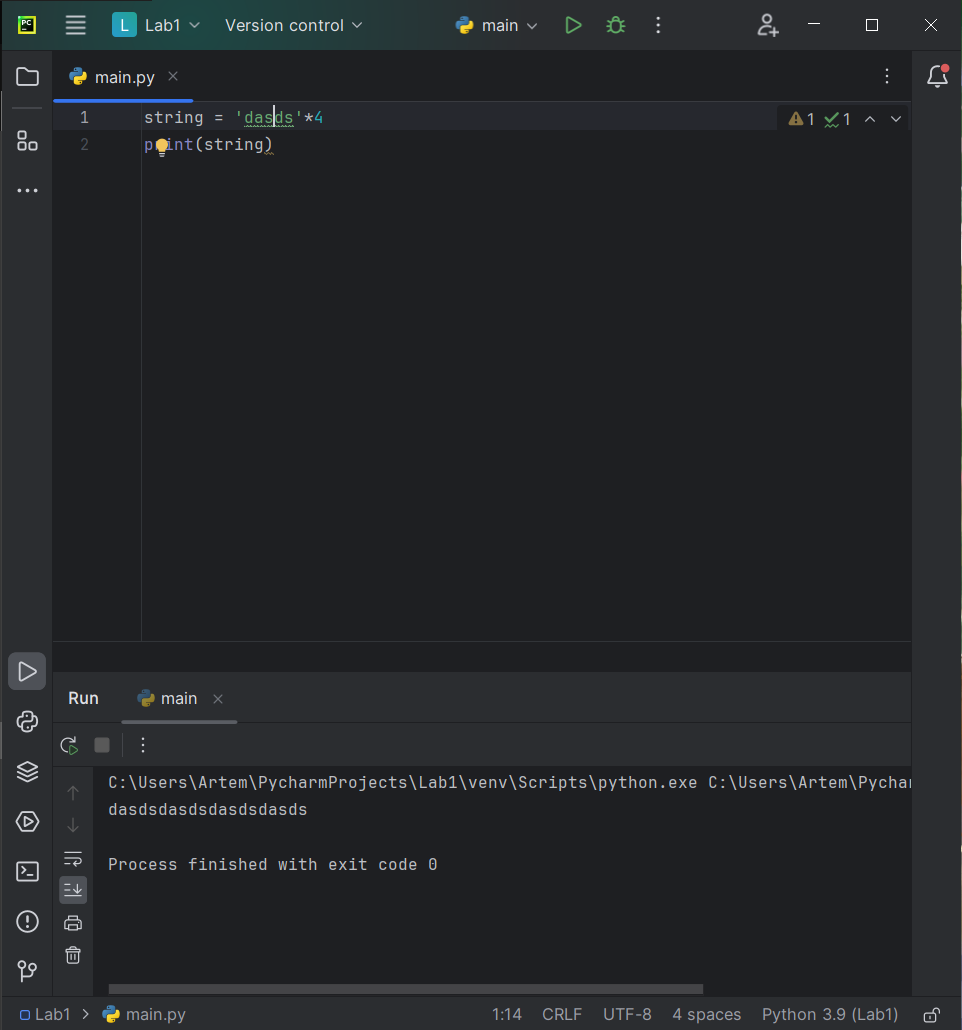 PC L Lab1 Version control main
main.py
1 string = 'dasds'*4 1 1
2 print(string)
Run main
C:\Users\Artem\PycharmProjects\Lab1\venv\Scripts\python.exe C:\Users\Artem\Pychar
dasdsdasdsdasdsdasds
Process finished with exit code 0
Lab1 > main.py 1:14 CRLF UTF-8 4 spaces Python 3.9 (Lab1)